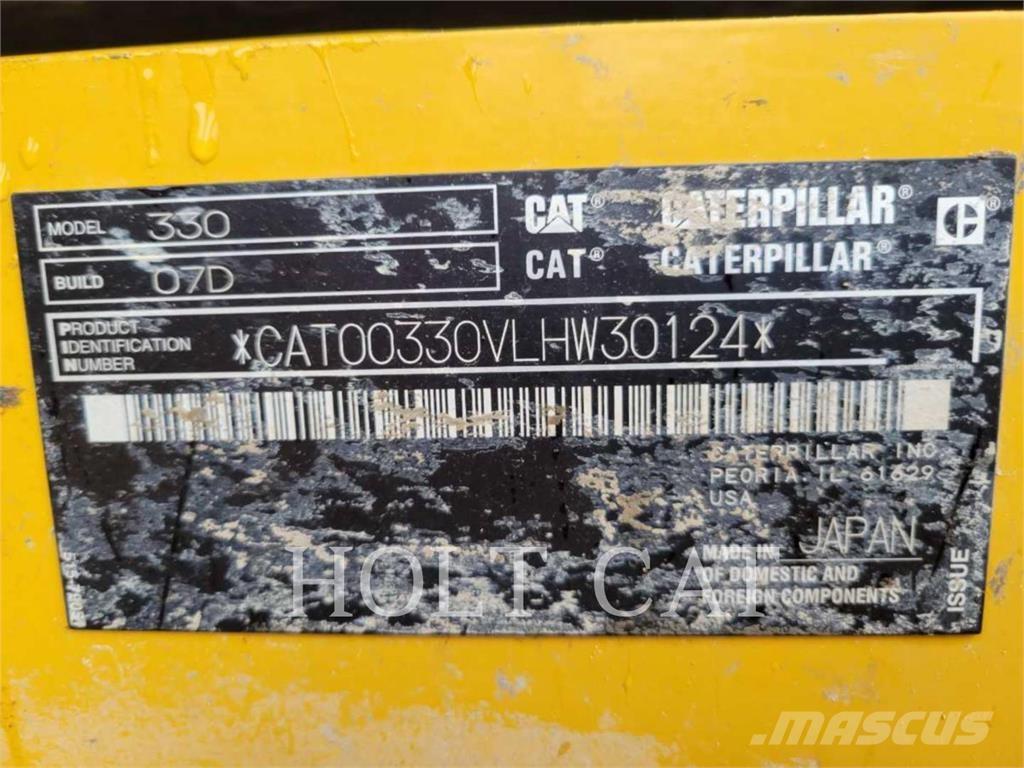 MODEL 330
BUILD 07D
CAT® CATERPILLAR® ®
CAT® CATERPILLAR®
PRODUCT
IDENTIFICATION
NUMBER
*CAT00330VLHW30124*
CATERPILLAR INC
PEORIA, IL 61629
USA
MADE IN JAPAN
OF DOMESTIC AND
FOREIGN COMPONENTS
ISSUE
HOLT CAT
MASCUS